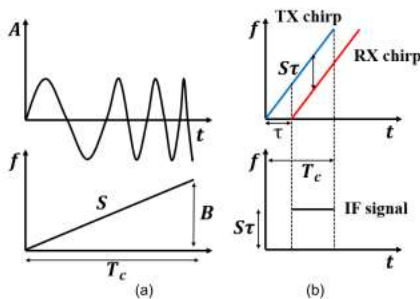 A
t
f
S
B
T_c
(a)
TX chirp
f
RX chirp
Sτ
t
τ
f
T_c
IF signal
Sτ
t
(b)